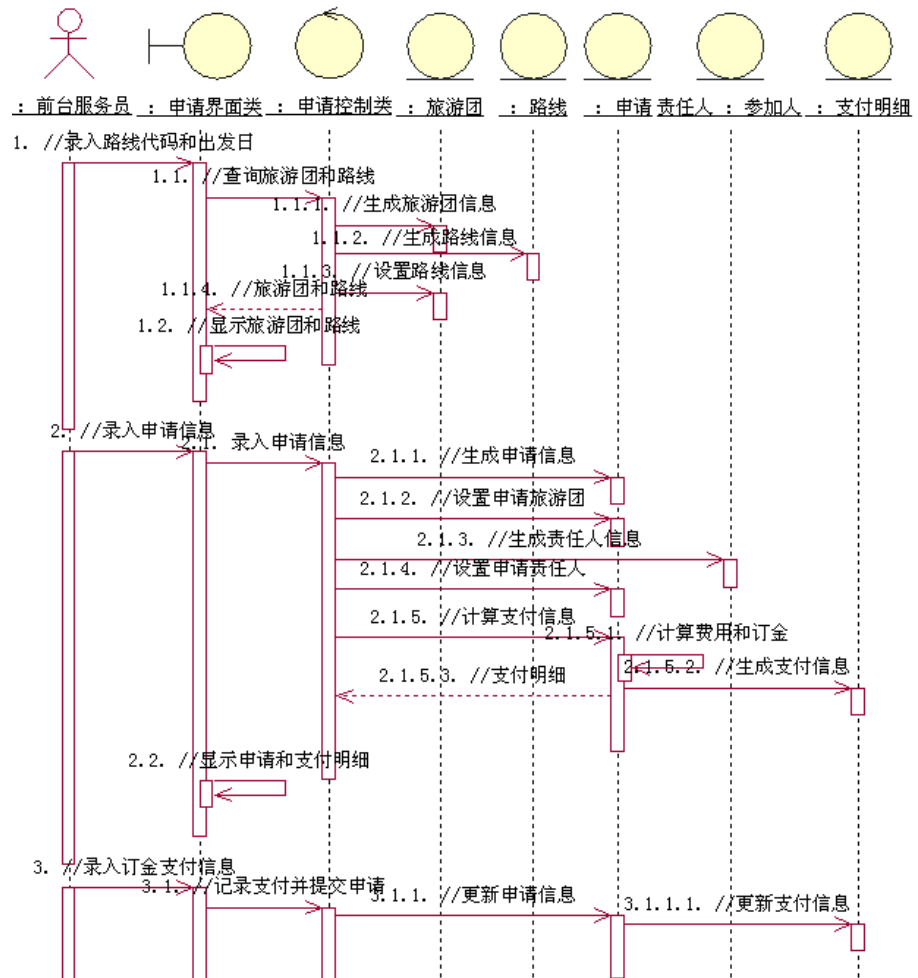 : 前台服务员 : 申请界面类 : 申请控制类 : 旅游团 : 路线 : 申请 责任人 : 参加人 : 支付明细
1. //录入路线代码和出发日
1.1. //查询旅游团和路线
1.1.1. //生成旅游团信息
1.1.2. //生成路线信息
1.1.3. //设置路线信息
1.1.4. //旅游团和路线
1.2. //显示旅游团和路线
2. //录入申请信息
2.1. 录入申请信息
2.1.1. //生成申请信息
2.1.2. //设置申请旅游团
2.1.3. //生成责任人信息
2.1.4. //设置申请责任人
2.1.5. //计算支付信息
2.1.5.1. //计算费用和订金
2.1.5.2. //生成支付信息
2.1.5.3. //支付明细
2.2. //显示申请和支付明细
3. //录入订金支付信息
3.1. //记录支付并提交申请
3.1.1. //更新申请信息
3.1.1.1. //更新支付信息